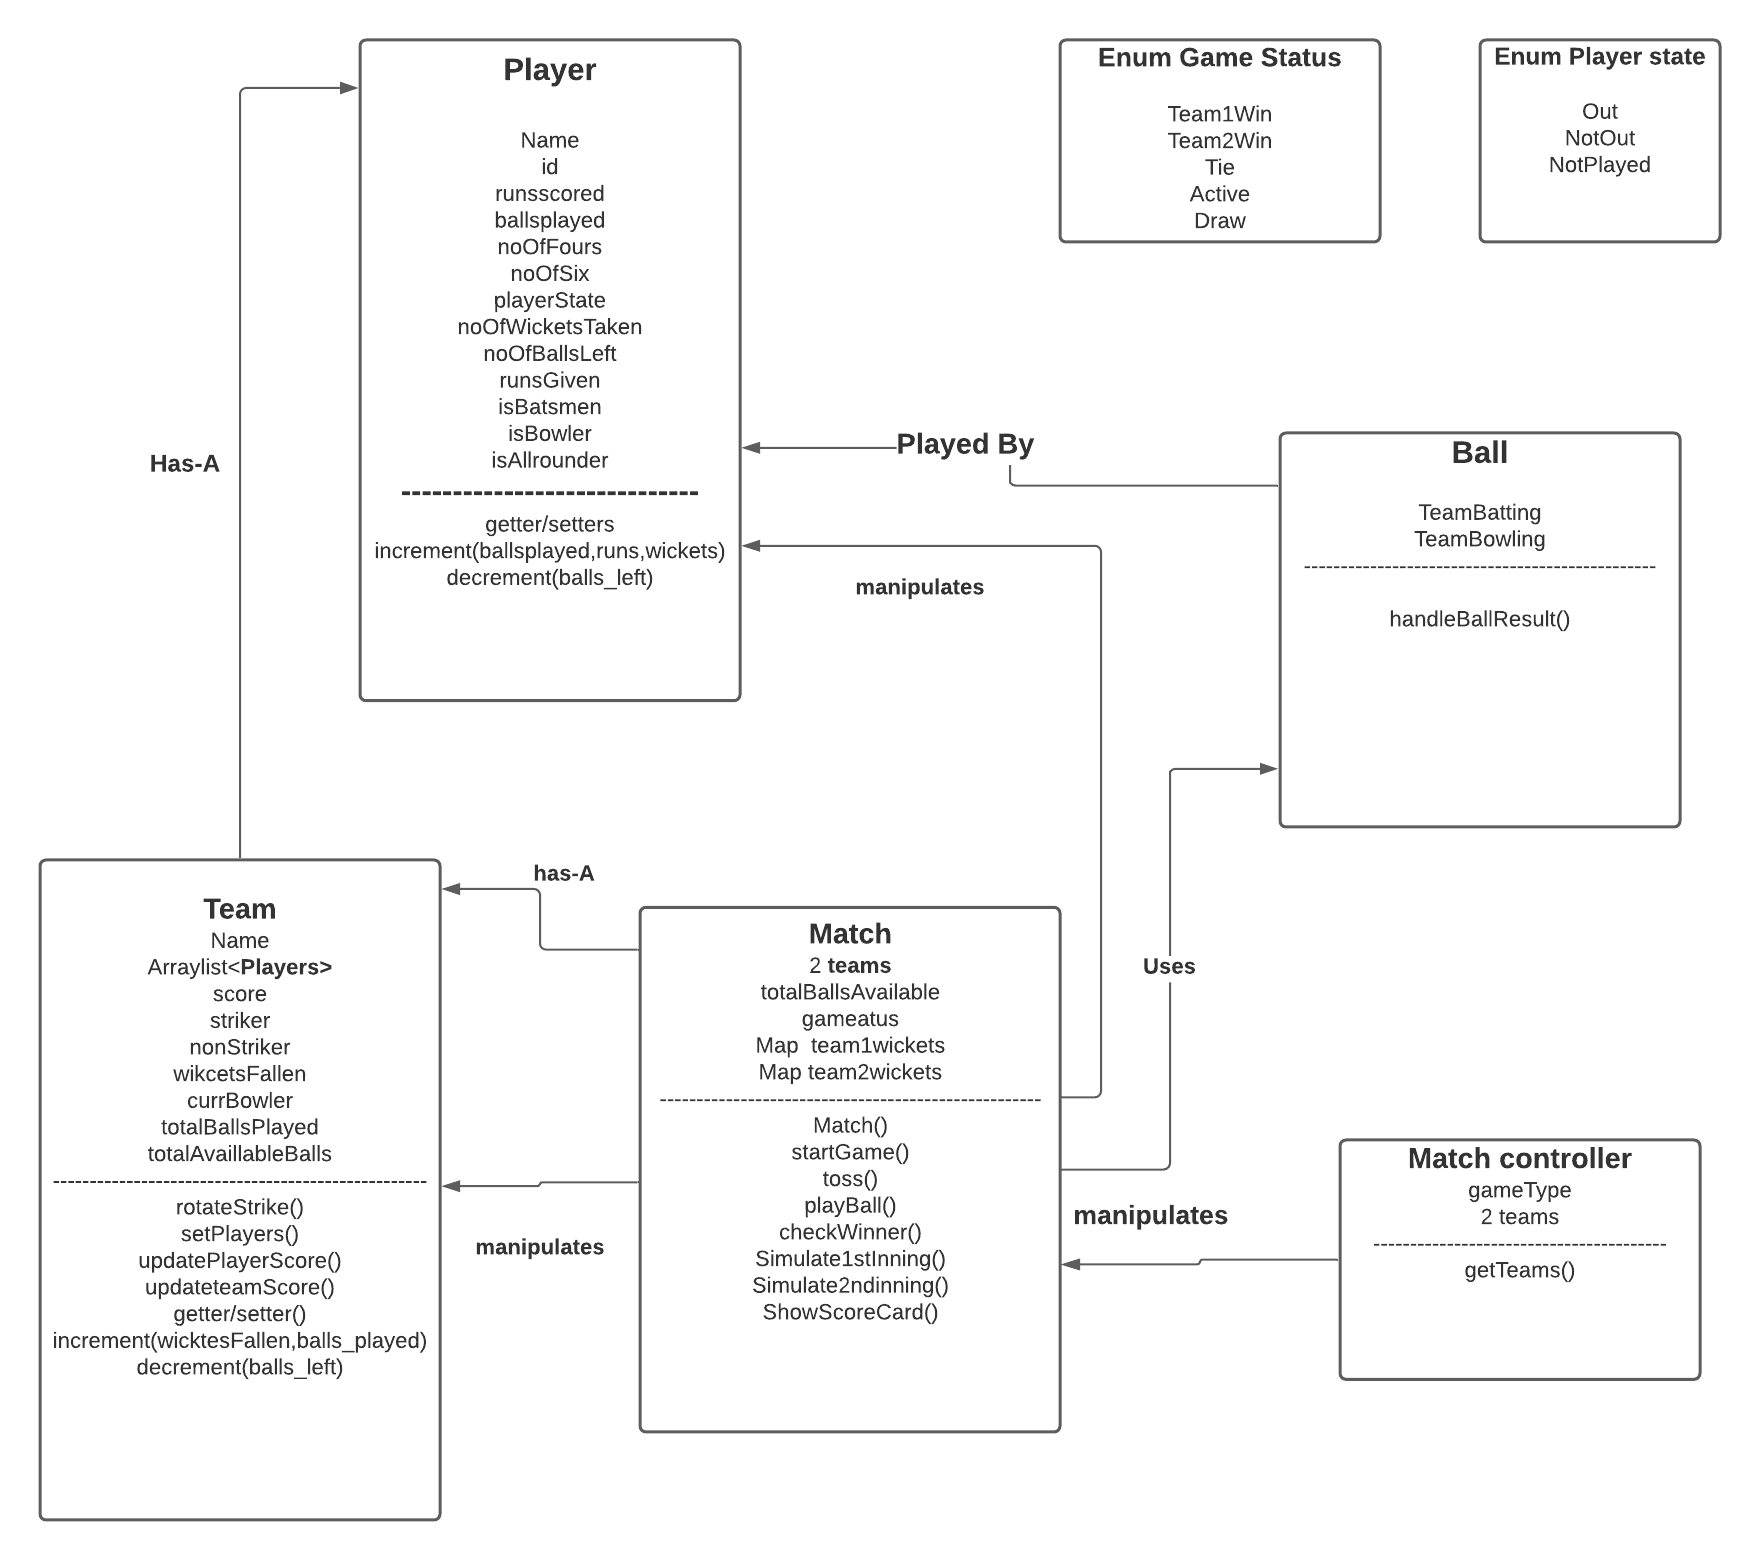 Player
Name
id
runsscored
ballsplayed
noOfFours
noOfSix
playerState
noOfWicketsTaken
noOfBallsLeft
runsGiven
isBatsmen
isBowler
isAllrounder
-----------------------------
getter/setters
increment(ballsplayed,runs,wickets)
decrement(balls_left)
Enum Game Status
Team1Win
Team2Win
Tie
Active
Draw
Enum Player state
Out
NotOut
NotPlayed
Has-A
Played By
manipulates
Ball
TeamBatting
TeamBowling
------------------------------------------------
handleBallResult()
Team
Name
Arraylist<Players>
score
striker
nonStriker
wikcetsFallen
currBowler
totalBallsPlayed
totalAvaillableBalls
---------------------------------------------------
rotateStrike()
setPlayers()
updatePlayerScore()
updateteamScore()
getter/setter()
increment(wicktesFallen,balls_played)
decrement(balls_left)
has-A
manipulates
Match
2 teams
totalBallsAvailable
gameatus
Map  team1wickets
Map team2wickets
----------------------------------------------------
Match()
startGame()
toss()
playBall()
checkWinner()
Simulate1stInning()
Simulate2ndinning()
ShowScoreCard()
Uses
manipulates
Match controller
gameType
2 teams
----------------------------------------
getTeams()